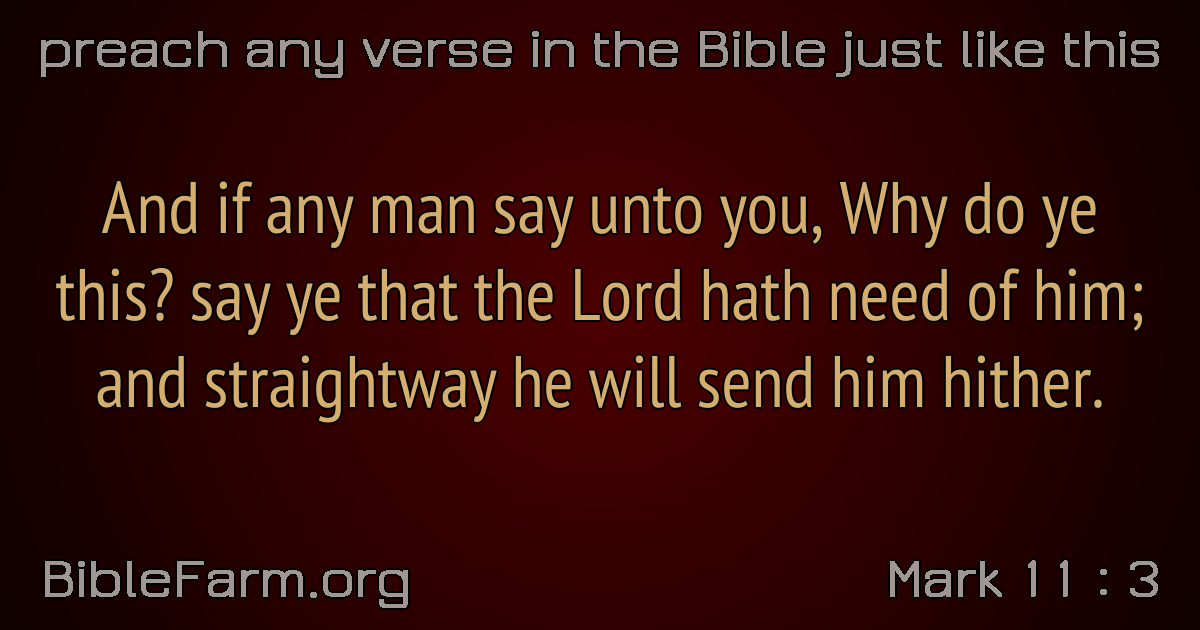 preach any verse in the Bible just like this
And if any man say unto you, Why do ye
this? say ye that the Lord hath need of him;
and straightway he will send him hither.
BibleFarm.org
Mark 11 : 3